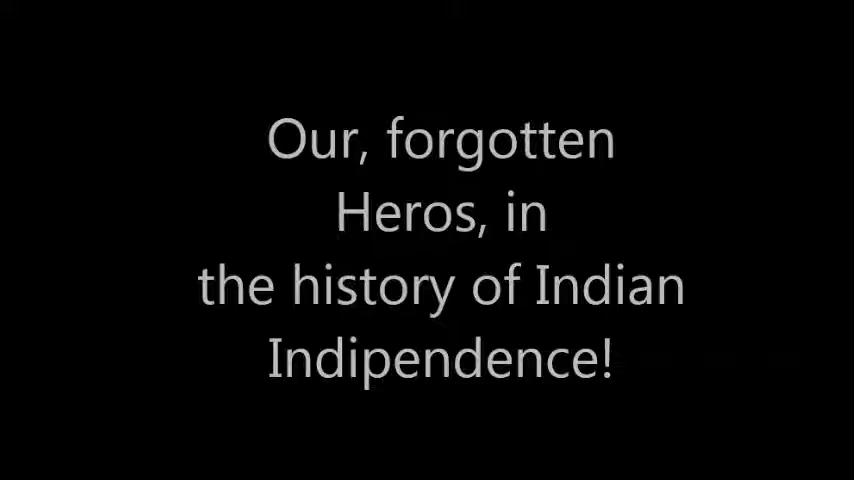 Our, forgotten
Heros, in
the history of Indian
Indipendence!